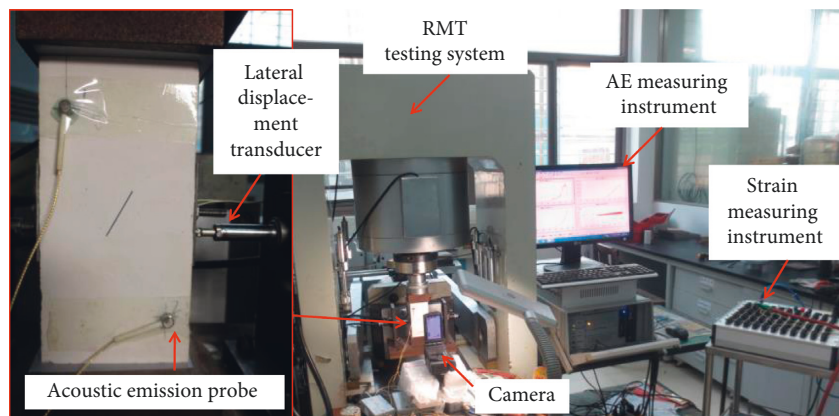 RMT
testing system
Lateral
displace-
ment
transducer
AE measuring
instrument
Strain
measuring
instrument
Acoustic emission probe
Camera